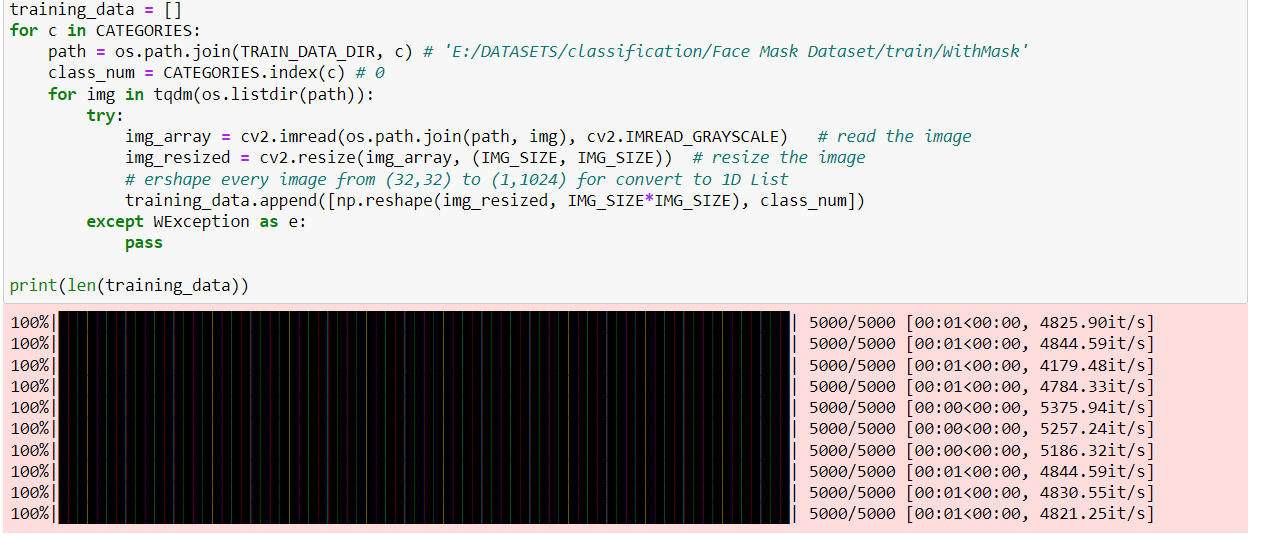 training_data = []
for c in CATEGORIES:
    path = os.path.join(TRAIN_DATA_DIR, c) # 'E:/DATASETS/classification/Face Mask Dataset/train/WithMask'
    class_num = CATEGORIES.index(c) # 0
    for img in tqdm(os.listdir(path)):
        try:
            img_array = cv2.imread(os.path.join(path, img), cv2.IMREAD_GRAYSCALE)   # read the image
            img_resized = cv2.resize(img_array, (IMG_SIZE, IMG_SIZE))  # resize the image
            # ershape every image from (32,32) to (1,1024) for convert to 1D List
            training_data.append([np.reshape(img_resized, IMG_SIZE*IMG_SIZE), class_num])
        except WException as e:
            pass

print(len(training_data))
100%| | 5000/5000 [00:01<00:00, 4825.90it/s]
100%| | 5000/5000 [00:01<00:00, 4844.59it/s]
100%| | 5000/5000 [00:01<00:00, 4179.48it/s]
100%| | 5000/5000 [00:01<00:00, 4784.33it/s]
100%| | 5000/5000 [00:00<00:00, 5375.94it/s]
100%| | 5000/5000 [00:00<00:00, 5257.24it/s]
100%| | 5000/5000 [00:00<00:00, 5186.32it/s]
100%| | 5000/5000 [00:01<00:00, 4844.59it/s]
100%| | 5000/5000 [00:01<00:00, 4830.55it/s]
100%| | 5000/5000 [00:01<00:00, 4821.25it/s]